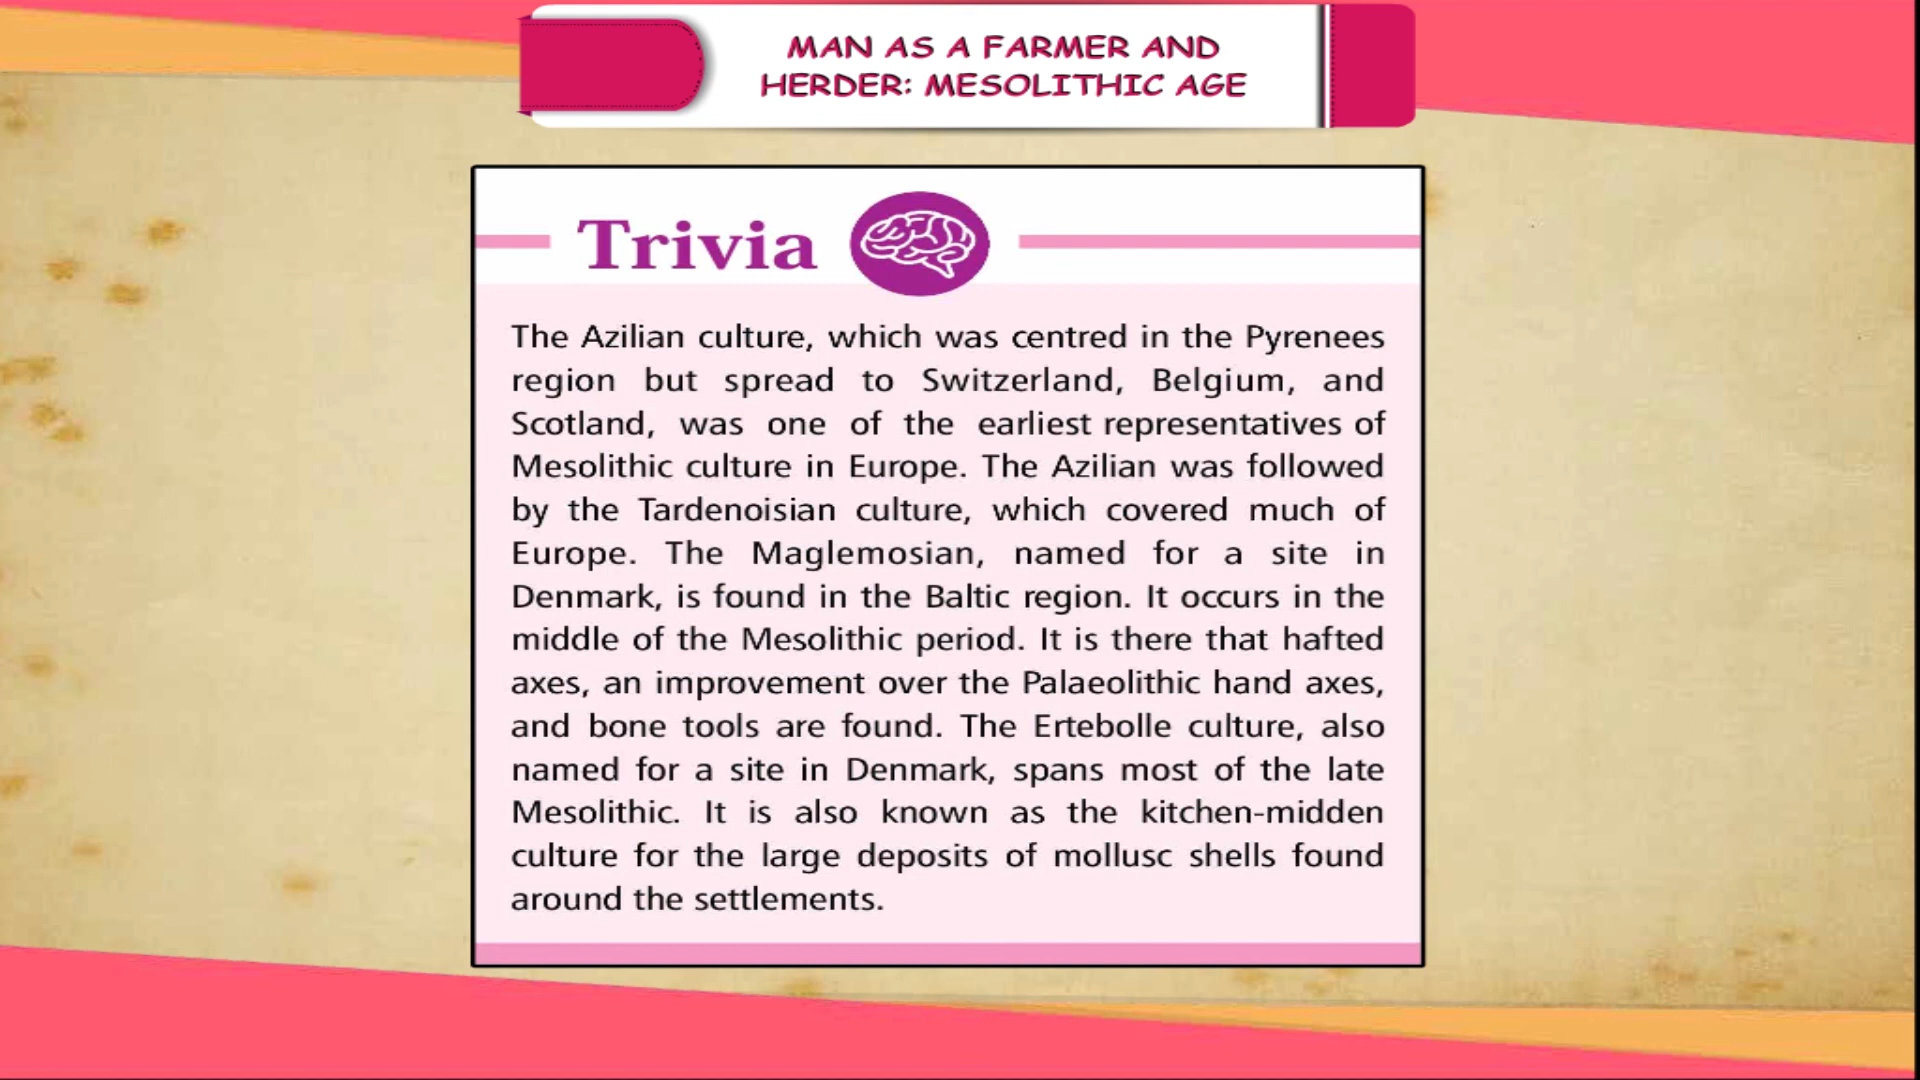 MAN AS A FARMER AND
HERDER: MESOLITHIC AGE
Trivia
The Azilian culture, which was centred in the Pyrenees
region but spread to Switzerland, Belgium, and
Scotland, was one of the earliest representatives of
Mesolithic culture in Europe. The Azilian was followed
by the Tardenoisian culture, which covered much of
Europe. The Maglemosian, named for a site in
Denmark, is found in the Baltic region. It occurs in the
middle of the Mesolithic period. It is there that hafted
axes, an improvement over the Palaeolithic hand axes,
and bone tools are found. The Ertebolle culture, also
named for a site in Denmark, spans most of the late
Mesolithic. It is also known as the kitchen-midden
culture for the large deposits of mollusc shells found
around the settlements.